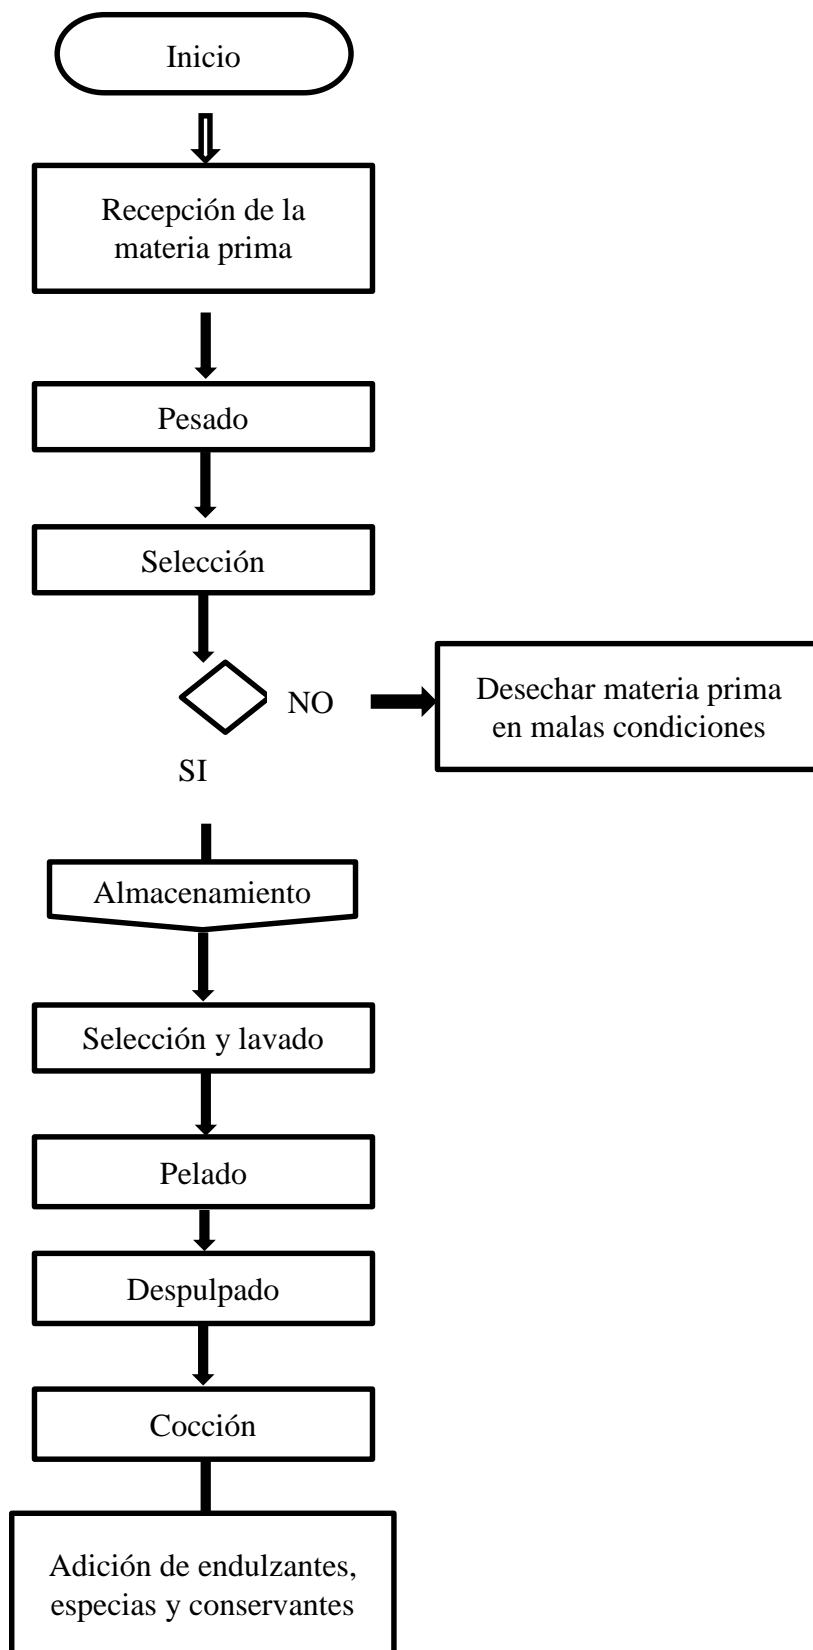 Inicio
Recepción de la
materia prima
Pesado
Selección
NO
Desechar materia prima
en malas condiciones
SI
Almacenamiento
Selección y lavado
Pelado
Despulpado
Cocción
Adición de endulzantes,
especias y conservantes